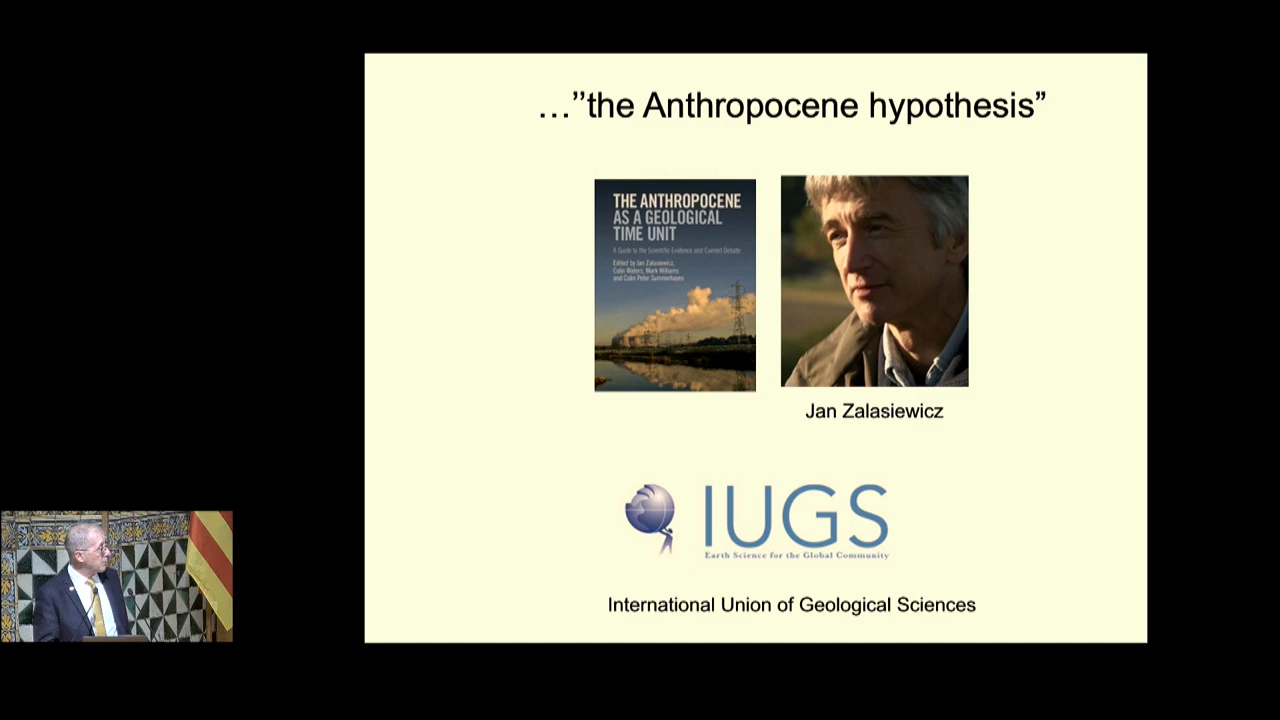 …”the Anthropocene hypothesis”
THE ANTHROPOCENE
AS A GEOLOGICAL
TIME UNIT
A Guide to the Scientific Evidence and Current Debate
Edited by Jan Zalasiewicz,
Colin Waters, Mark Williams
and Colin Peter Summerhayes
Jan Zalasiewicz
IUGS
Earth Science for the Global Community
International Union of Geological Sciences